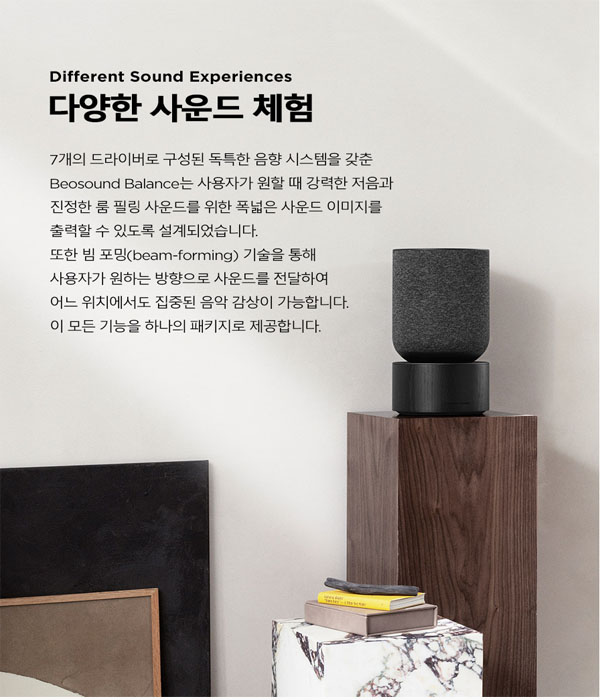 Different Sound Experiences
다양한 사운드 체험
7개의 드라이버로 구성된 독특한 음향 시스템을 갖춘
Beosound Balance는 사용자가 원할 때 강력한 저음과
진정한 룸 필링 사운드를 위한 폭넓은 사운드 이미지를
출력할 수 있도록 설계되었습니다.
또한 빔 포밍(beam-forming) 기술을 통해
사용자가 원하는 방향으로 사운드를 전달하여
어느 위치에서도 집중된 음악 감상이 가능합니다.
이 모든 기능을 하나의 패키지로 제공합니다.